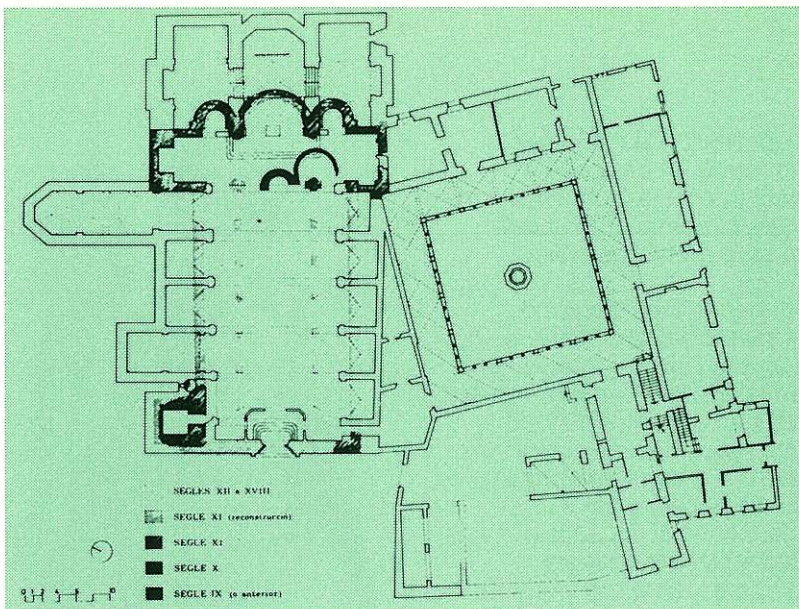 SEGLES XII a XVIII
SEGLE XI (reconstrucció)
SEGLE XI
SEGLE X
SEGLE IX (o anterior)